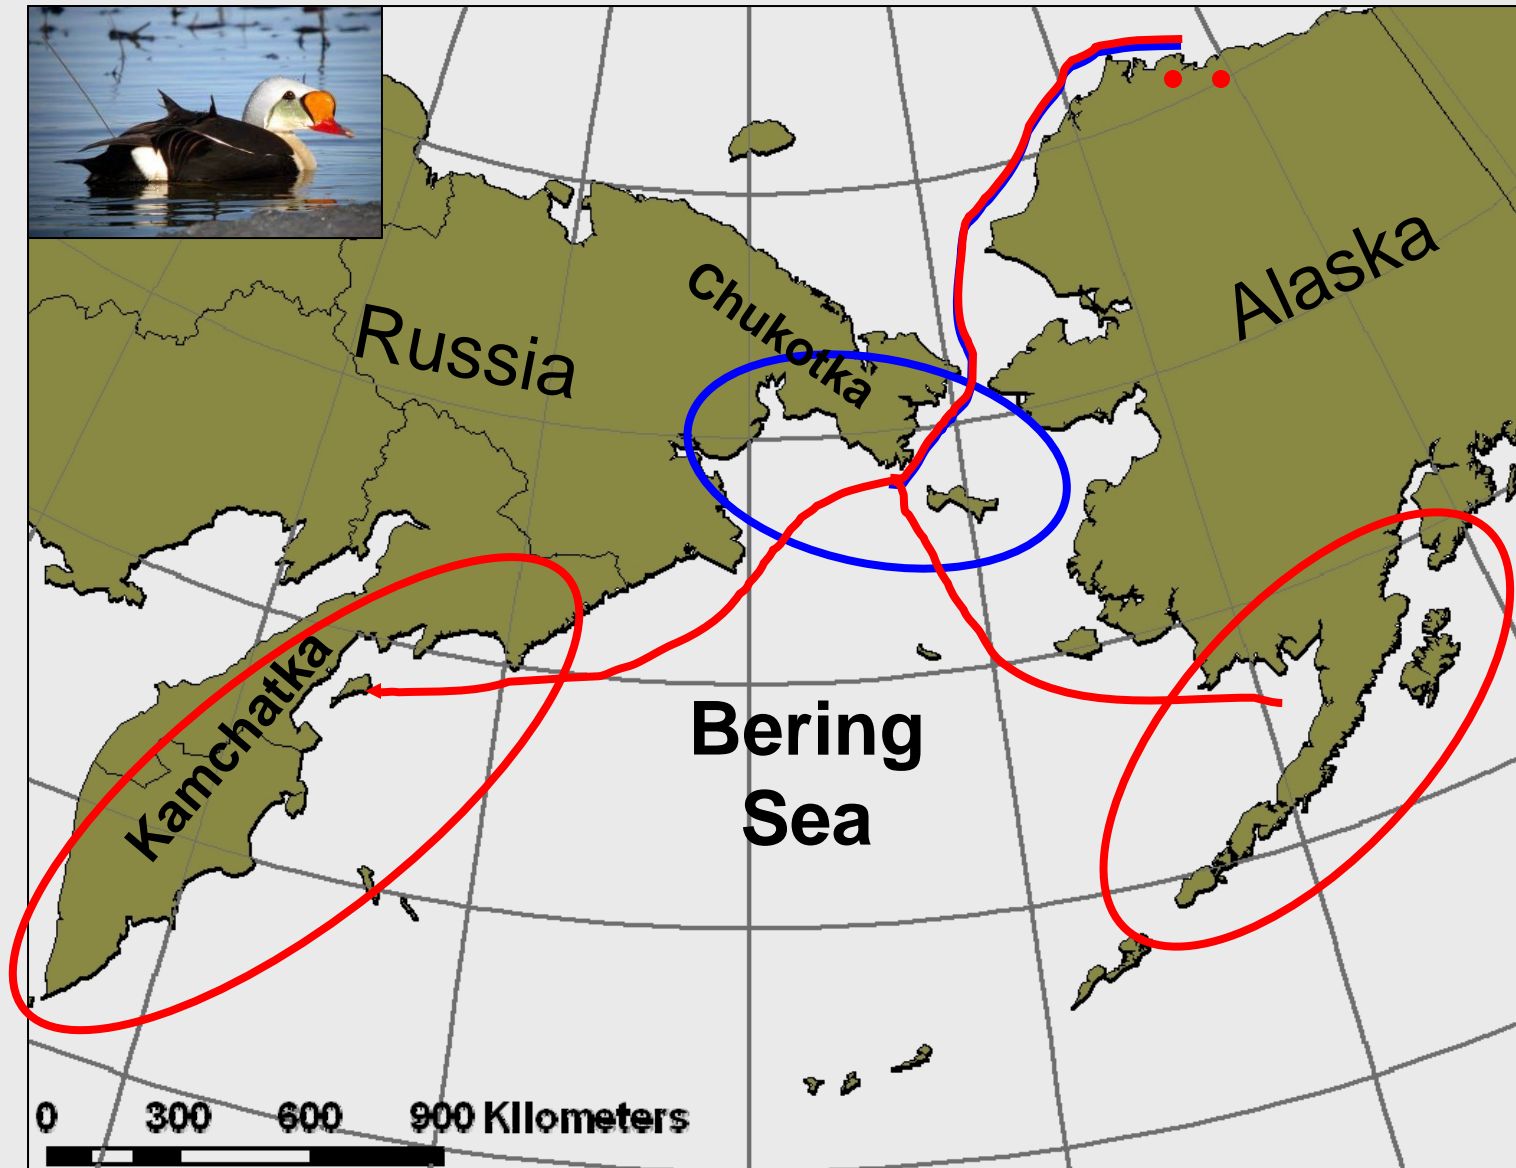 Chukotka
Alaska
Russia
Kamchatka
Bering
Sea
0 300 600 900 KIlometers